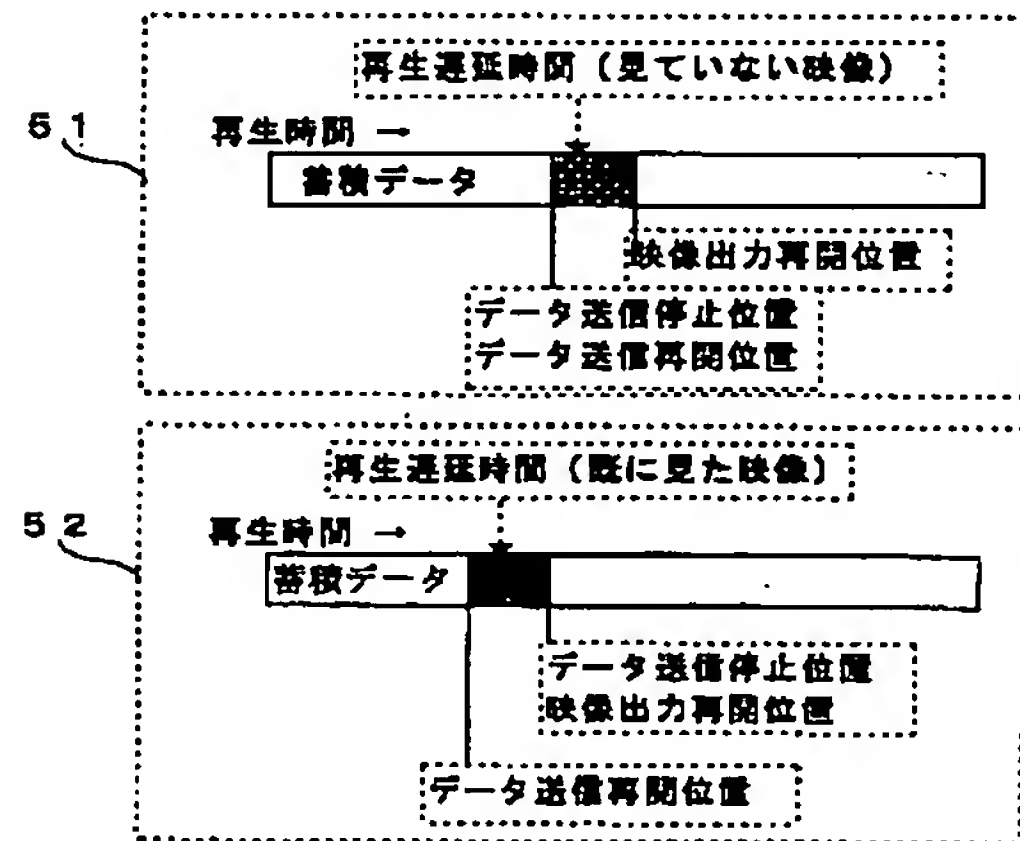 51
再生遅延時間(見ていない映像)
再生時間 →
蓄積データ
映像出力再開位置
データ送信停止位置
データ送信再開位置
52
再生遅延時間(既に見た映像)
再生時間 →
蓄積データ
データ送信停止位置
映像出力再開位置
データ送信再開位置